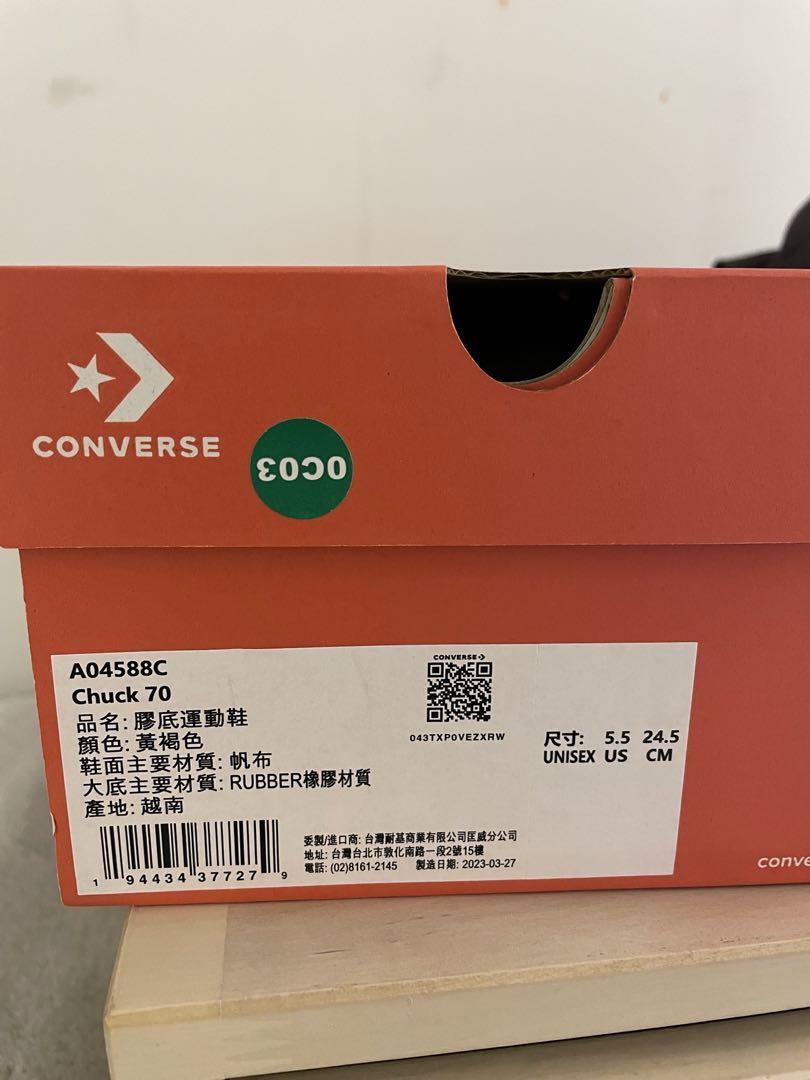 CONVERSE
0C03
A04588C
Chuck 70
品名: 膠底運動鞋
顏色: 黃褐色
鞋面主要材質: 帆布
大底主要材質: RUBBER橡膠材質
產地: 越南
CONVERSE
043TXP0VEZXRW
尺寸: 5.5 24.5
UNISEX US CM
1 94434 37727 9
委製/進口商: 台灣耐基商業有限公司匡威分公司
地址: 台灣台北市敦化南路一段2號15樓
電話: (02)8161-2145 製造日期: 2023-03-27
conve